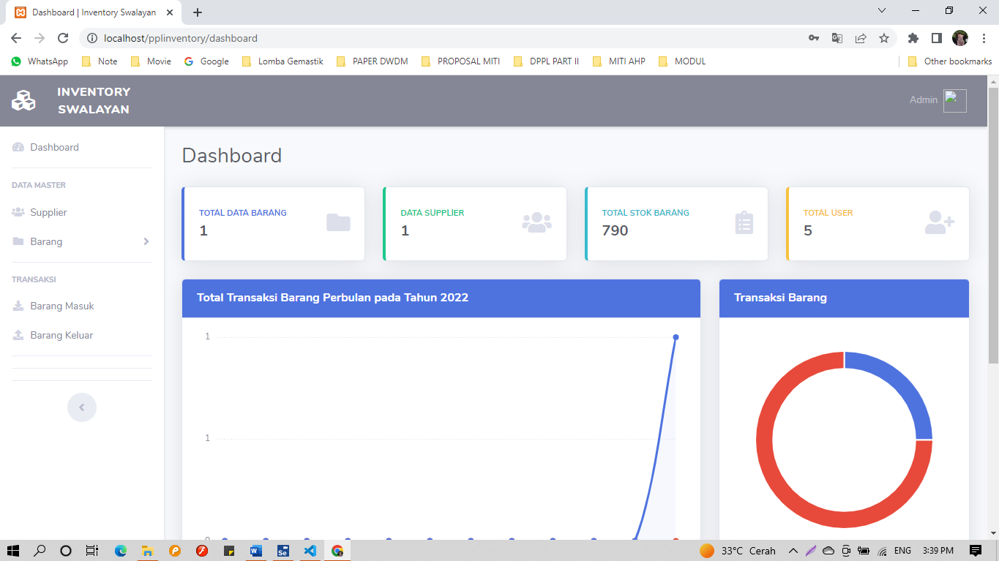 Dashboard | Inventory Swalayan
localhost/pplinventory/dashboard
WhatsApp Note Movie Google Lomba Gemastik PAPER DWDM PROPOSAL MITI DPPL PART II MITI AHP MODUL Other bookmarks
INVENTORY
SWALAYAN
Admin
Dashboard
DATA MASTER
Supplier
Barang
TRANSAKSI
Barang Masuk
Barang Keluar
Dashboard
TOTAL DATA BARANG
1
DATA SUPPLIER
1
TOTAL STOK BARANG
790
TOTAL USER
5
Total Transaksi Barang Perbulan pada Tahun 2022
1
1
0
Transaksi Barang
33°C Cerah ENG 3:39 PM